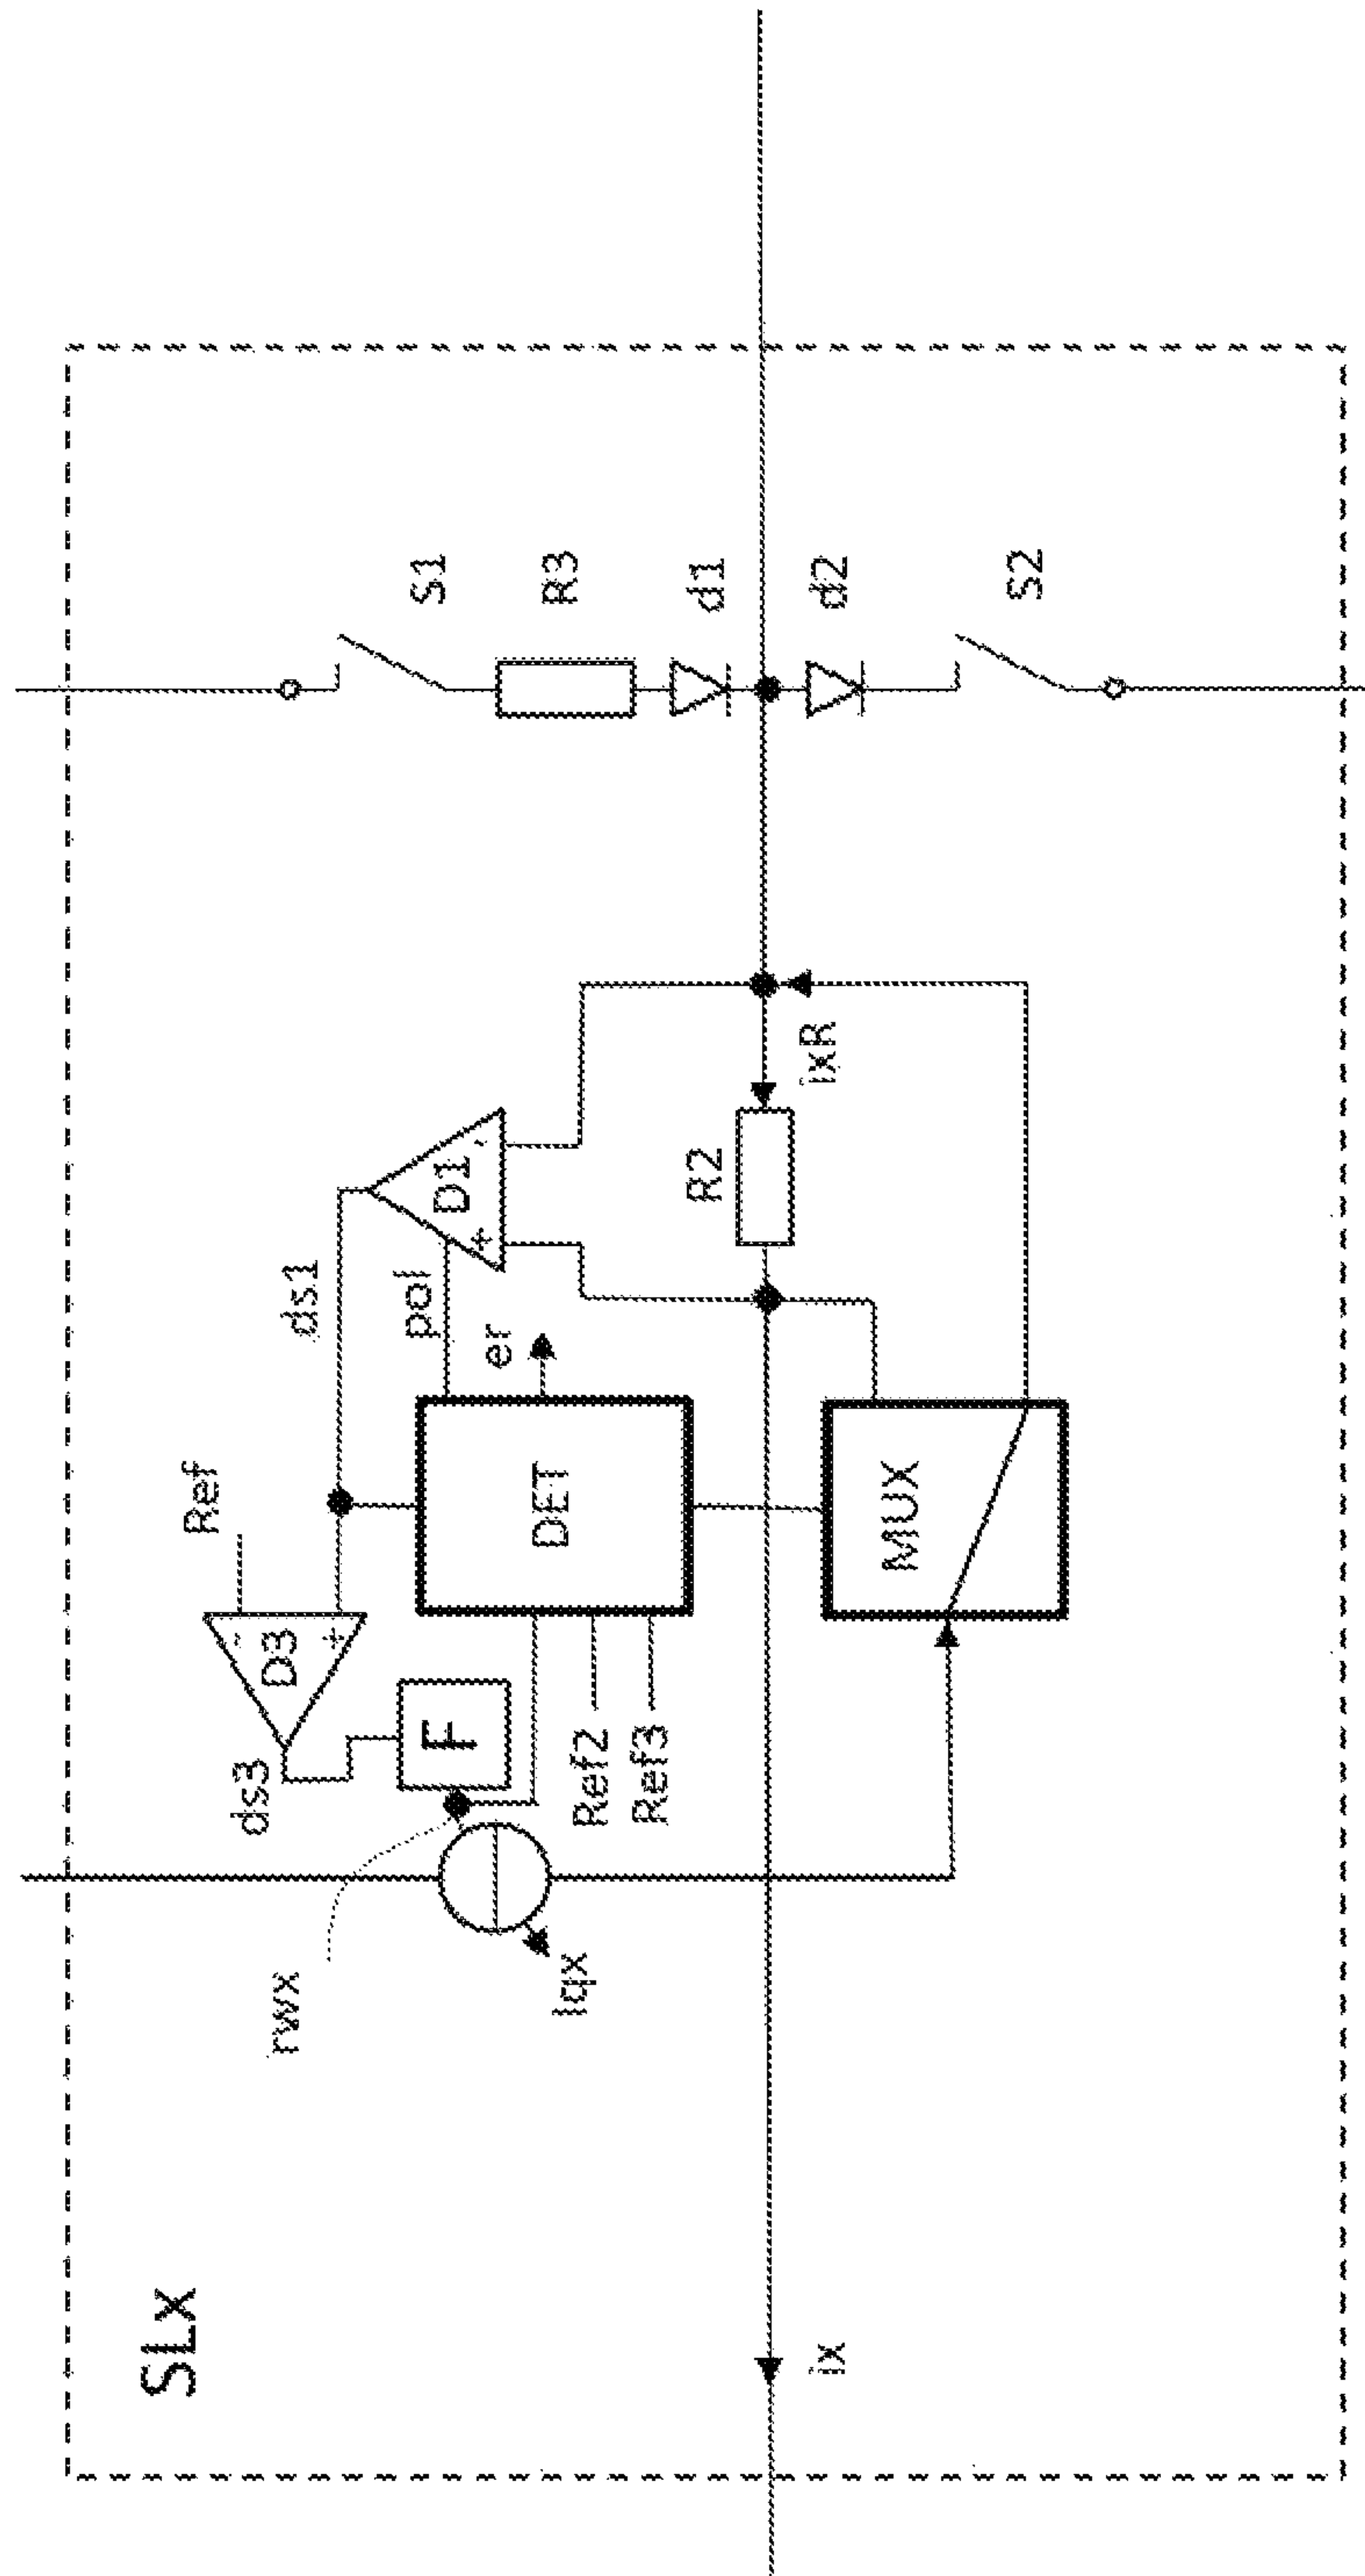 SLx
rwx
Iqx
ds3
D3
-
+
Ref
F
Ref2
Ref3
DET
ds1
pol
er
D1
+
-
MUX
R2
ixR
ix
S1
R3
d1
d2
S2